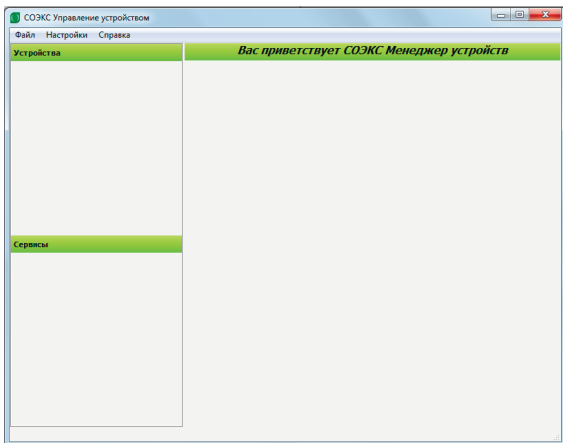 СОЭКС Управление устройством
Файл Настройки Справка
Устройства
Вас приветствует СОЭКС Менеджер устройств
Сервисы